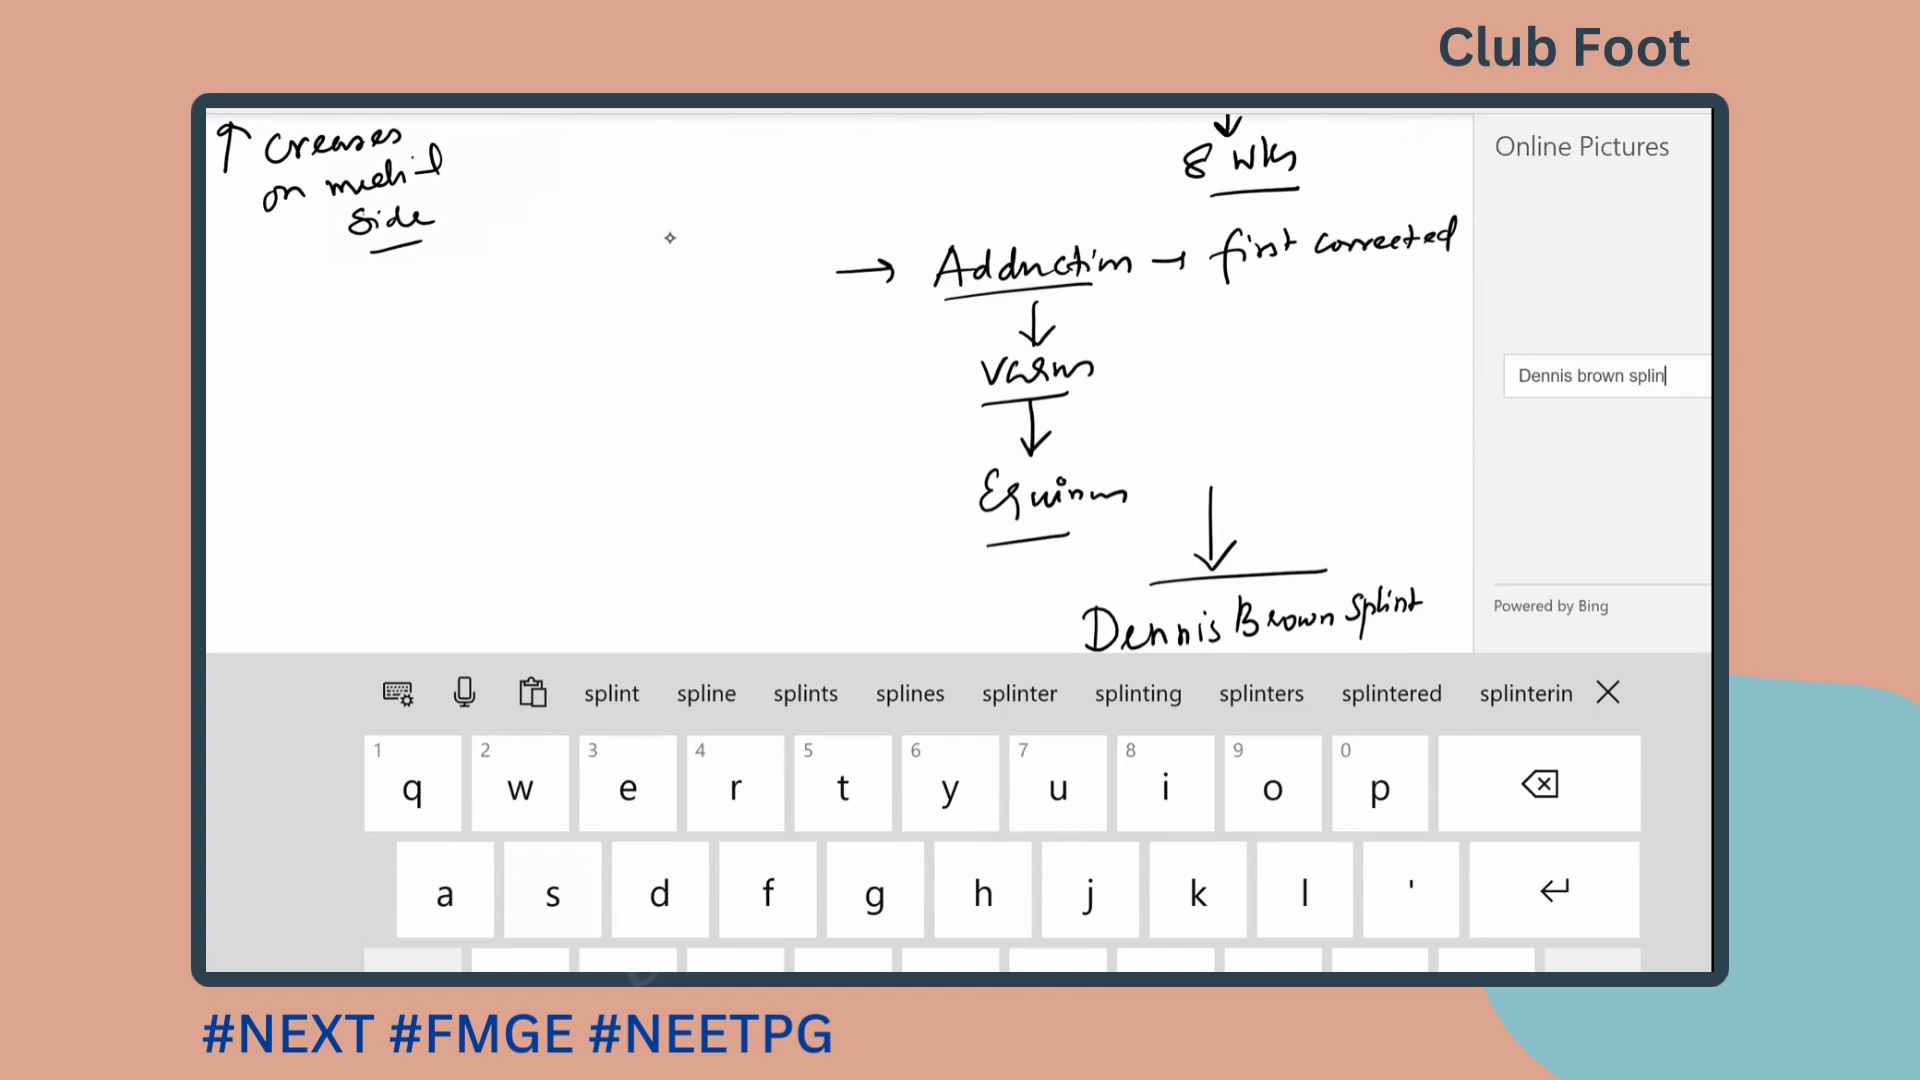 Club Foot
↑ creases
on medial
side
↓
8 wks
→ Adduction → first corrected
↓
Varus
↓
Equinus
↓
Dennis Brown splint
Online Pictures
Dennis brown splin
Powered by Bing
splint spline splints splines splinter splinting splinters splintered splinterin
1 2 3 4 5 6 7 8 9 0
q w e r t y u i o p
a s d f g h j k l '
#NEXT #FMGE #NEETPG